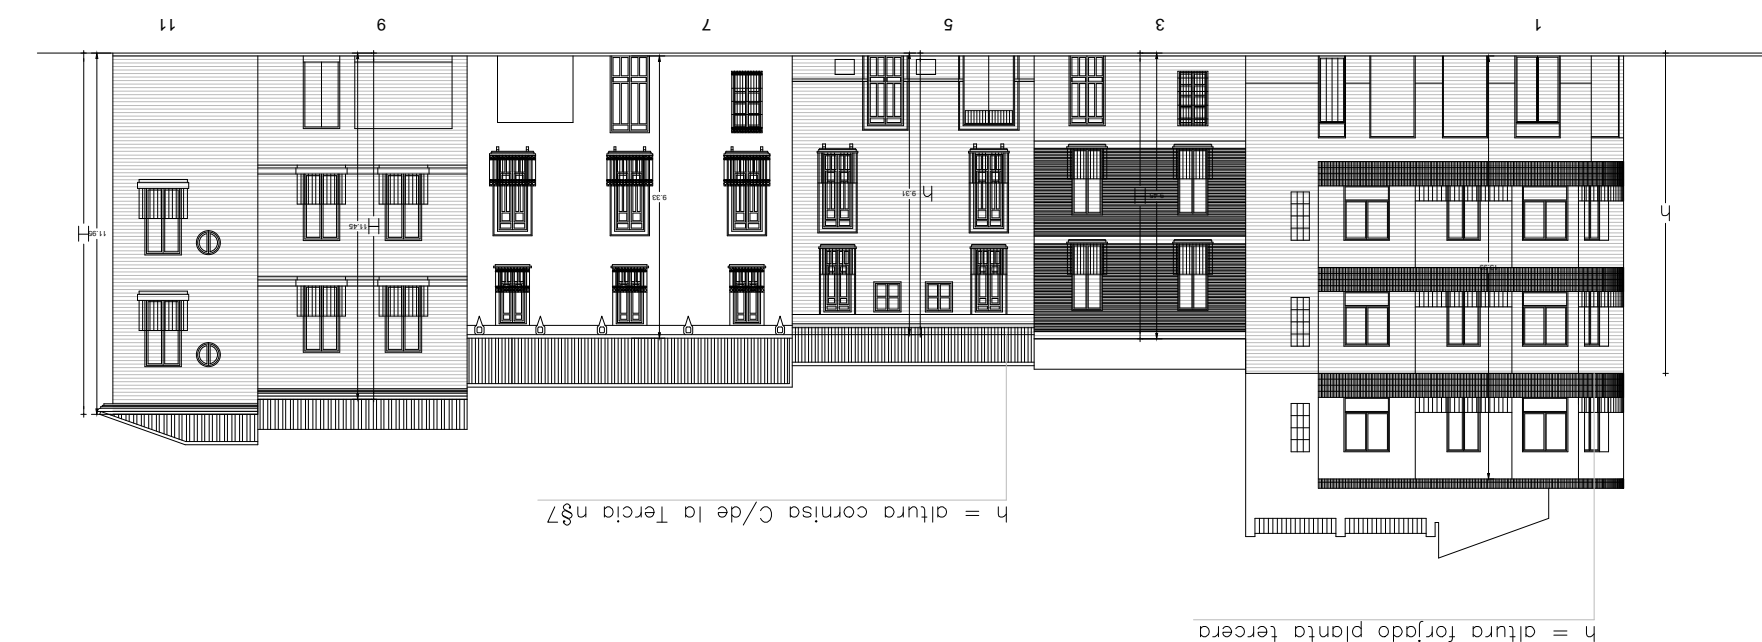 h = altura forjado planta tercera
h = altura cornisa C/de la Tercia n§7
h
H
h
9.31
9.33
H
11.45
11.95
H
1
3
5
7
9
11